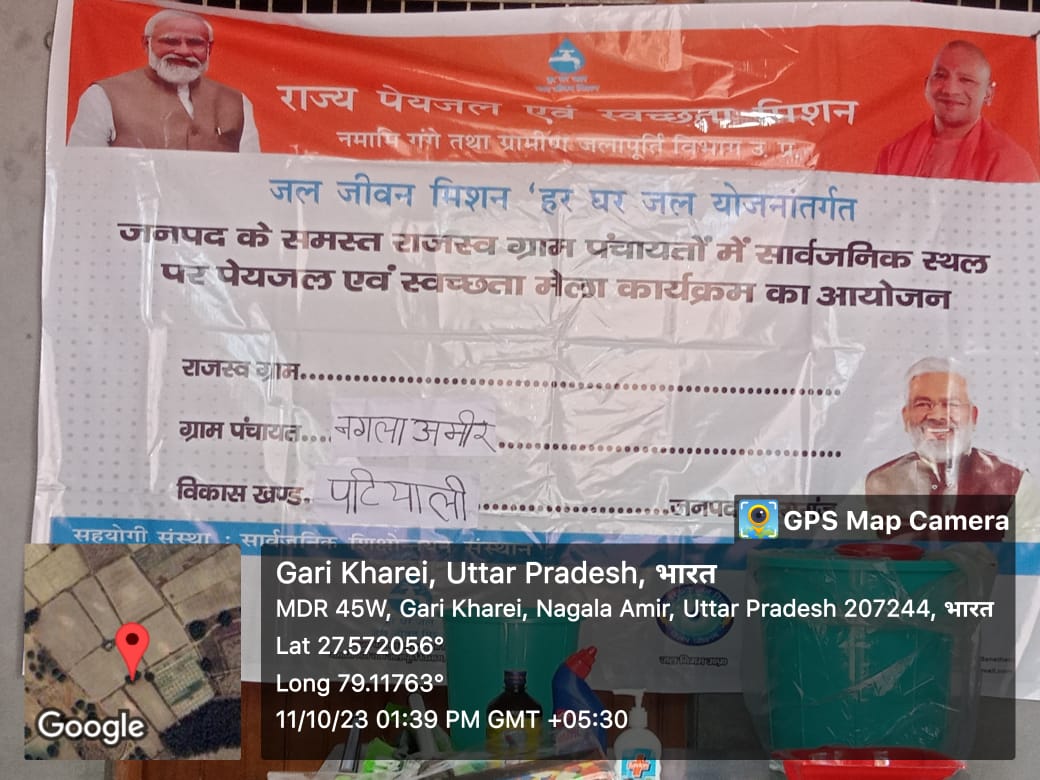 राज्य पेयजल एवं स्वच्छता मिशन
नमामि गंगे तथा ग्रामीण जलापूर्ति विभाग उ. प्र.
जल जीवन मिशन 'हर घर जल योजनांतर्गत
जनपद के समस्त राजस्व ग्राम पंचायतों में सार्वजनिक स्थल
पर पेयजल एवं स्वच्छता मेला कार्यक्रम का आयोजन
राजस्व ग्राम
ग्राम पंचायत.... नगला अमीर
विकास खण्ड. पटियाली जनपद
सहयोगी संस्था : सार्वजनिक संस्थान
GPS Map Camera
Gari Kharei, Uttar Pradesh, भारत
MDR 45W, Gari Kharei, Nagala Amir, Uttar Pradesh 207244, भारत
Lat 27.572056°
Long 79.11763°
11/10/23 01:39 PM GMT +05:30
Google